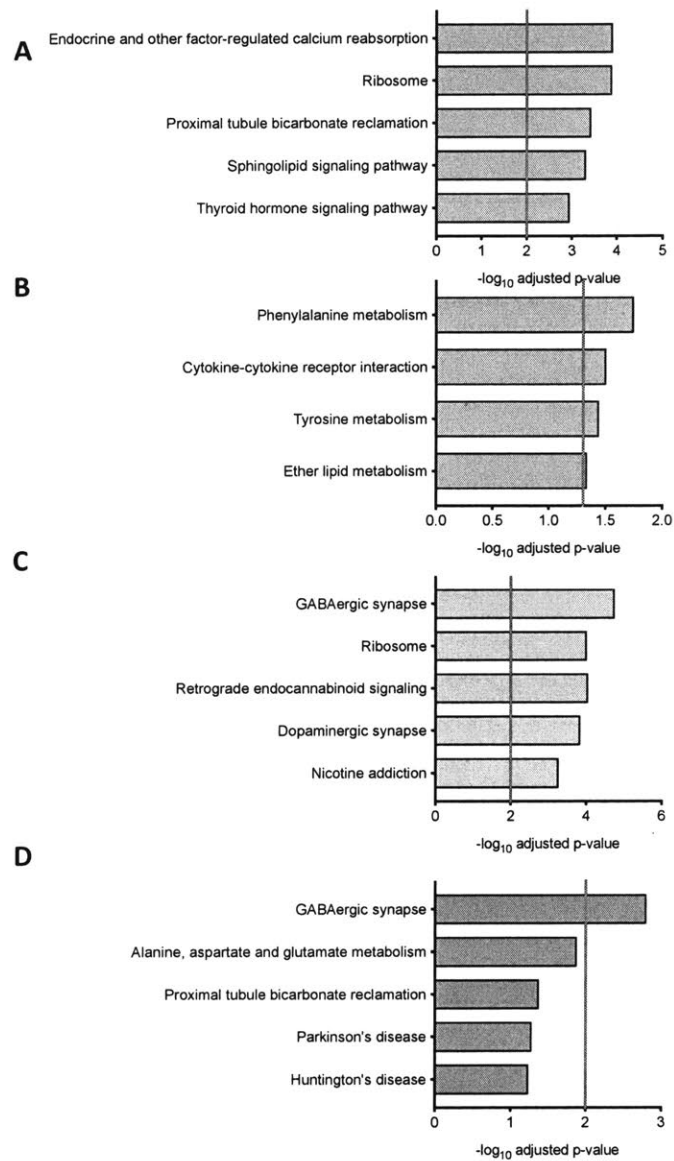 A
Endocrine and other factor-regulated calcium reabsorption
Ribosome
Proximal tubule bicarbonate reclamation
Sphingolipid signaling pathway
Thyroid hormone signaling pathway
0 1 2 3 4 5
-log10 adjusted p-value
B
Phenylalanine metabolism
Cytokine-cytokine receptor interaction
Tyrosine metabolism
Ether lipid metabolism
0.0 0.5 1.0 1.5 2.0
-log10 adjusted p-value
C
GABAergic synapse
Ribosome
Retrograde endocannabinoid signaling
Dopaminergic synapse
Nicotine addiction
0 2 4 6
-log10 adjusted p-value
D
GABAergic synapse
Alanine, aspartate and glutamate metabolism
Proximal tubule bicarbonate reclamation
Parkinson's disease
Huntington's disease
0 1 2 3
-log10 adjusted p-value